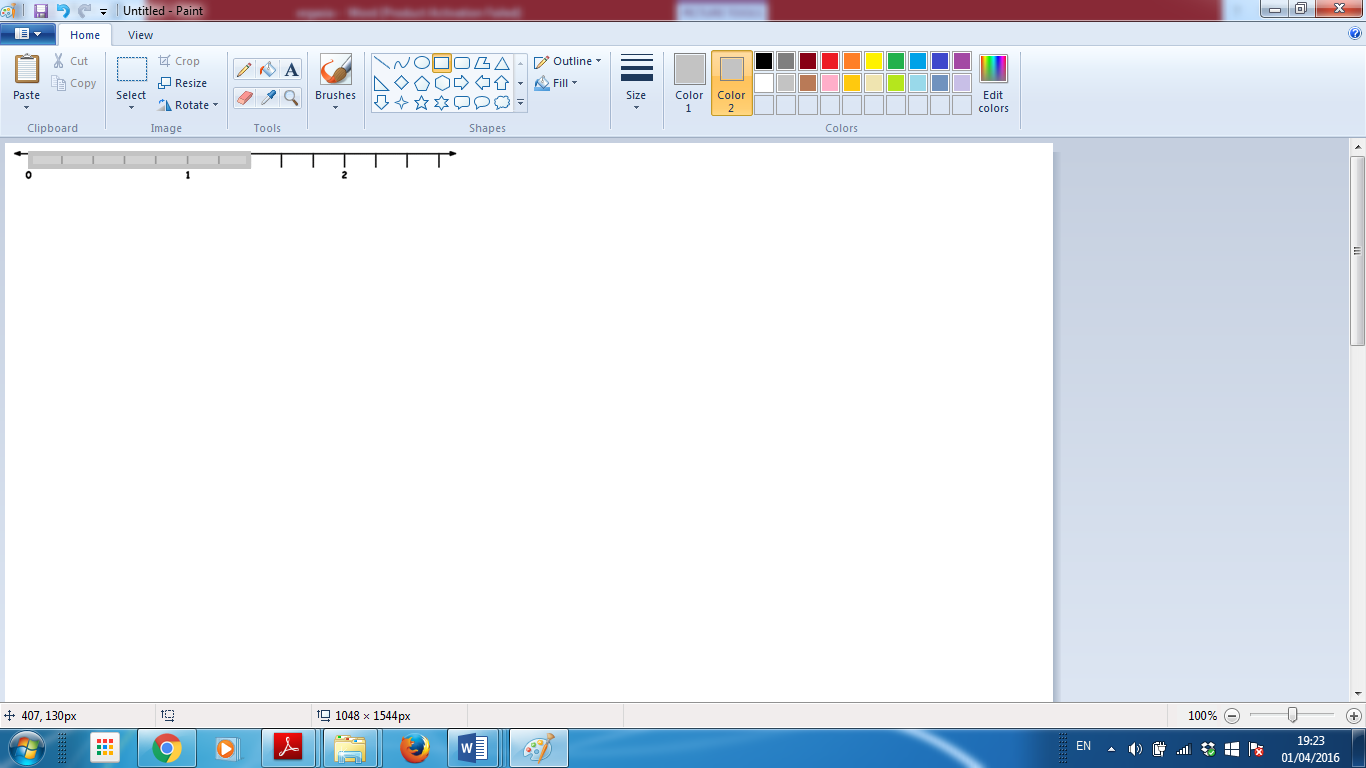 Untitled - Paint
Home View
Paste
Cut
Copy
Clipboard
Select
Crop
Resize
Rotate
Image
A
Tools
Brushes
Outline
Fill
Shapes
Size
Color 1
Color 2
Edit colors
Colors
0 1 2
407, 130px
1048 × 1544px
100%
EN
19:23
01/04/2016